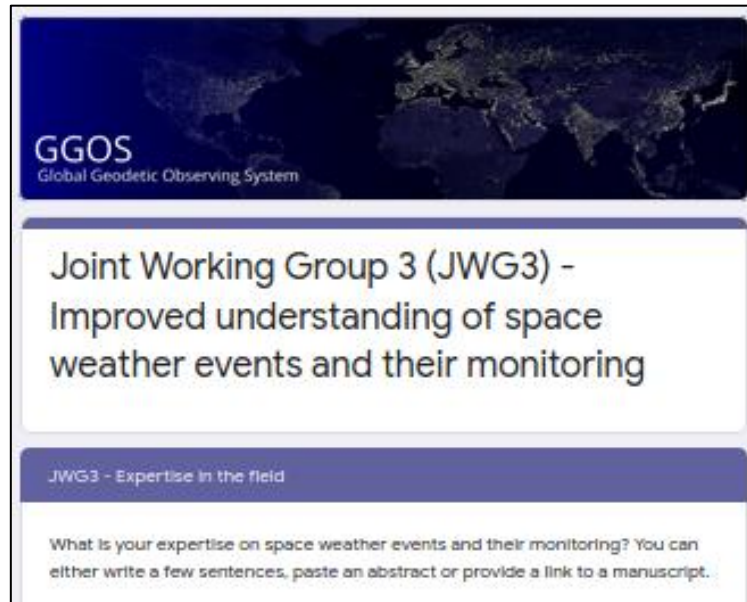 GGOS
Global Geodetic Observing System
Joint Working Group 3 (JWG3) -
Improved understanding of space
weather events and their monitoring
JWG3 - Expertise in the field
What is your expertise on space weather events and their monitoring? You can
either write a few sentences, paste an abstract or provide a link to a manuscript.